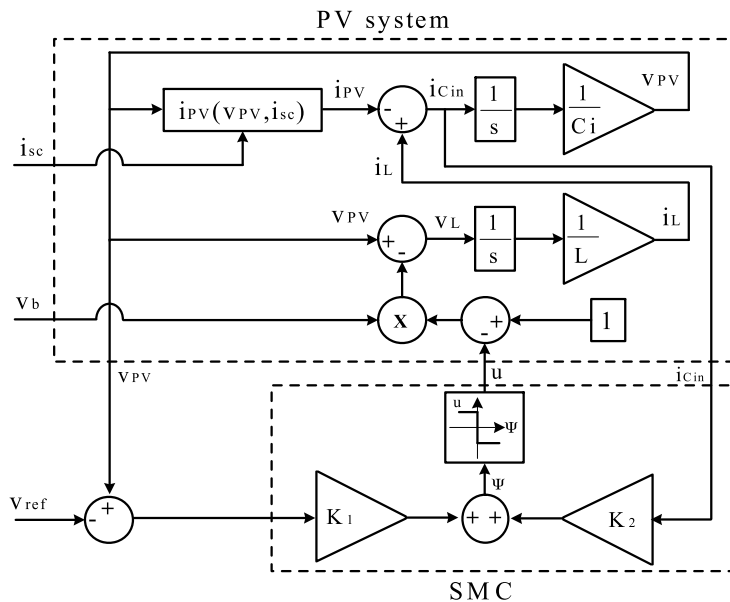 PV system
vPV
iPV(vPV,isc)
iPV
-
+
iCin
1
s
1
Ci
isc
iL
vPV
+
-
vL
1
s
1
L
iL
vb
X
-
+
1
vPV
u
iCin
u
Ψ
Ψ
vref
-
+
K1
+ +
K2
SMC